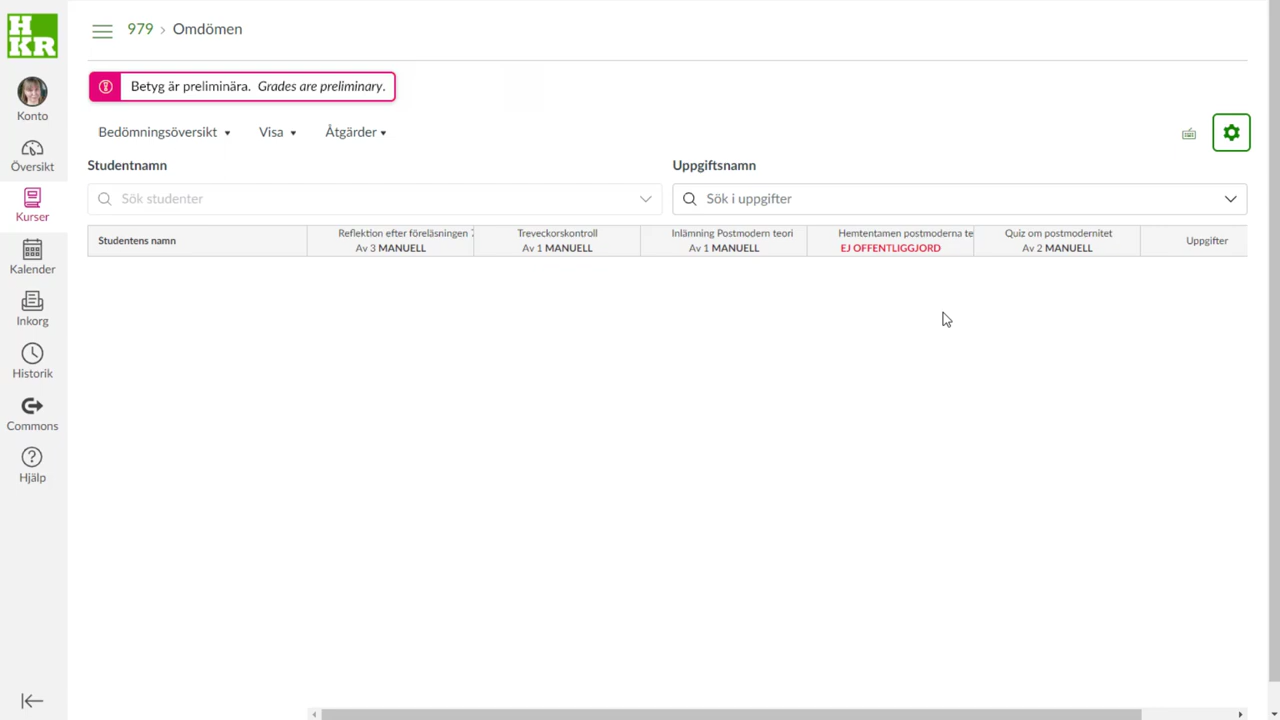 HKR
979 > Omdömen
Betyg är preliminära. Grades are preliminary.
Konto
Bedömningsöversikt Visa Åtgärder
Översikt
Studentnamn Uppgiftsnamn
Kurser
Sök studenter Sök i uppgifter
Studentens namn
Reflektion efter föreläsningen
Av 3 MANUELL
Treveckorskontroll
Av 1 MANUELL
Inlämning Postmodern teori
Av 1 MANUELL
Hemtentamen postmoderna te
EJ OFFENTLIGGJORD
Quiz om postmodernitet
Av 2 MANUELL
Uppgifter
Kalender
Inkorg
Historik
Commons
Hjälp